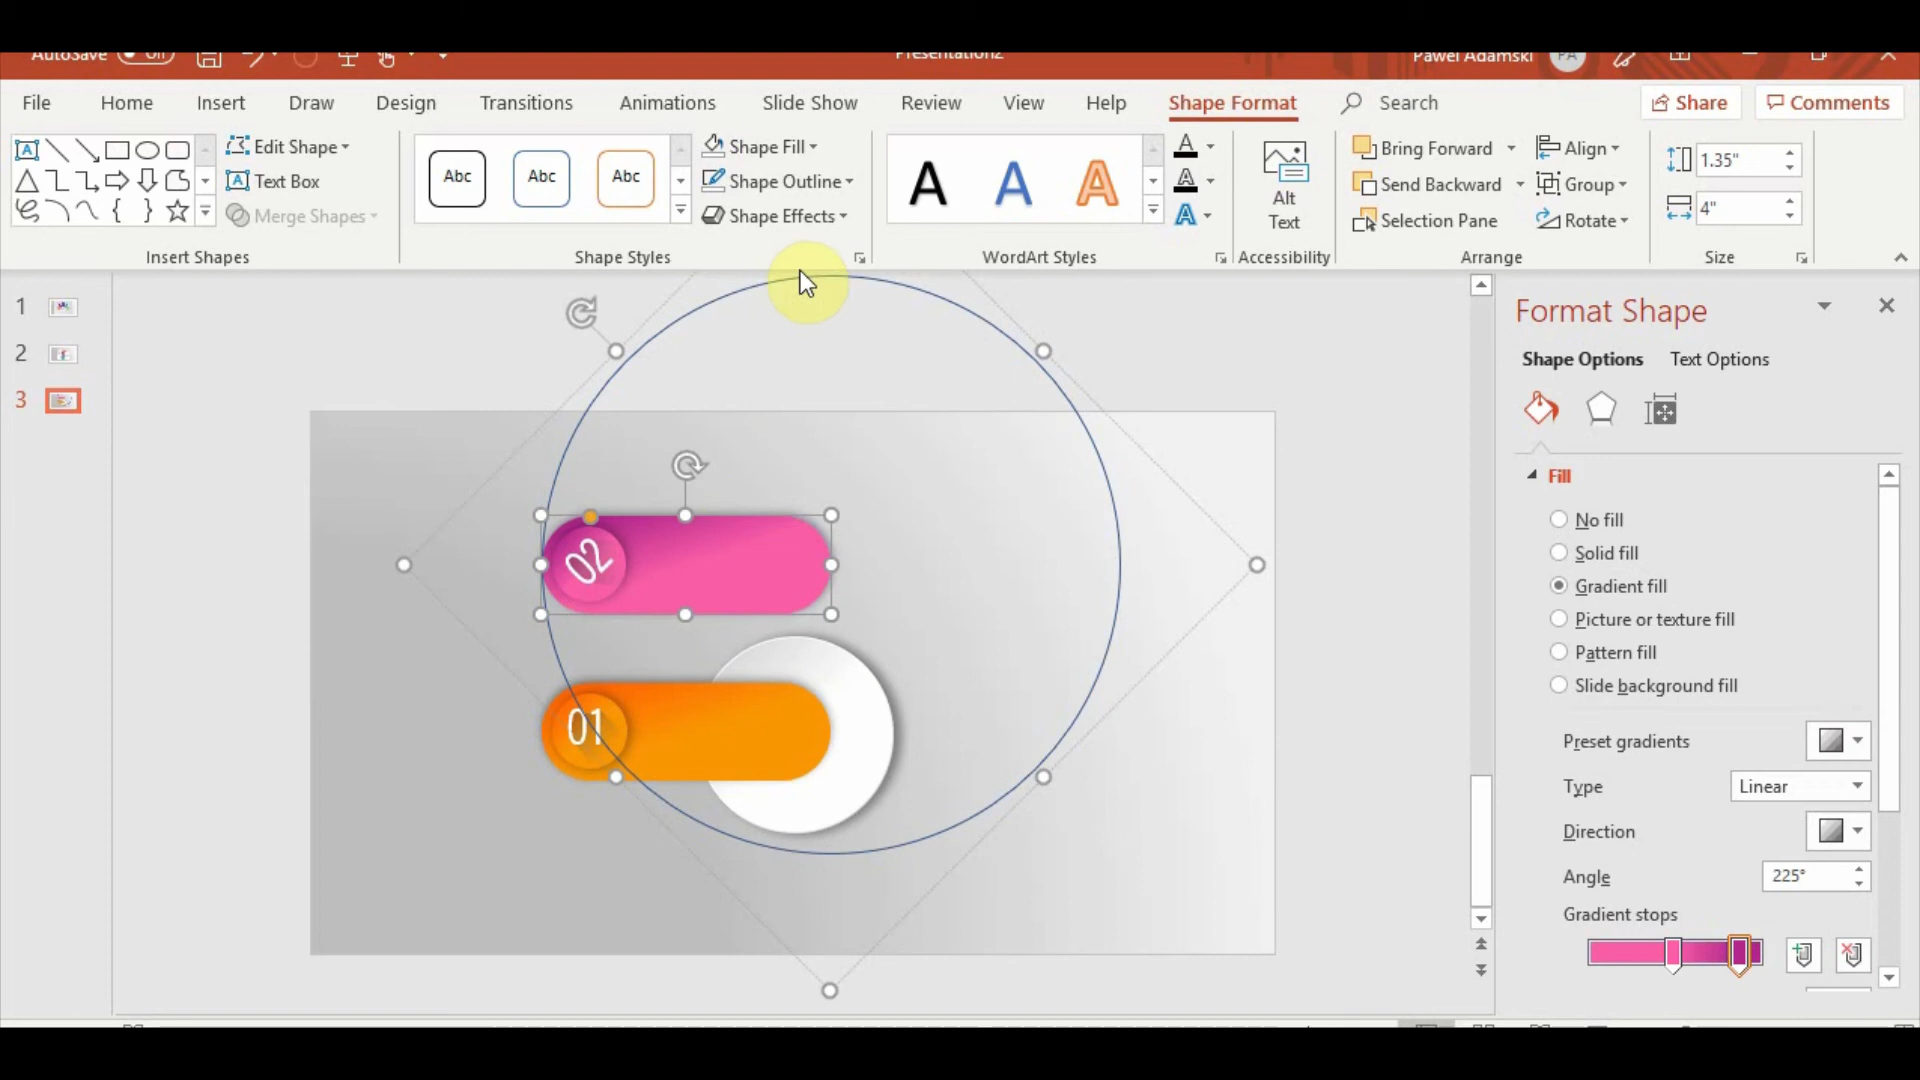 AutoSave Off
Presentation2
Pawel Adamski PA
File Home Insert Draw Design Transitions Animations Slide Show Review View Help Shape Format Search Share Comments
Edit Shape
Text Box
Merge Shapes
Insert Shapes
Abc Abc Abc
Shape Fill
Shape Outline
Shape Effects
Shape Styles
A A A
A
A
A
WordArt Styles
Alt
Text
Accessibility
Bring Forward
Send Backward
Selection Pane
Align
Group
Rotate
Arrange
1.35"
4"
Size
1
2
3
02
01
Format Shape
Shape Options Text Options
Fill
No fill
Solid fill
Gradient fill
Picture or texture fill
Pattern fill
Slide background fill
Preset gradients
Type Linear
Direction
Angle 225°
Gradient stops